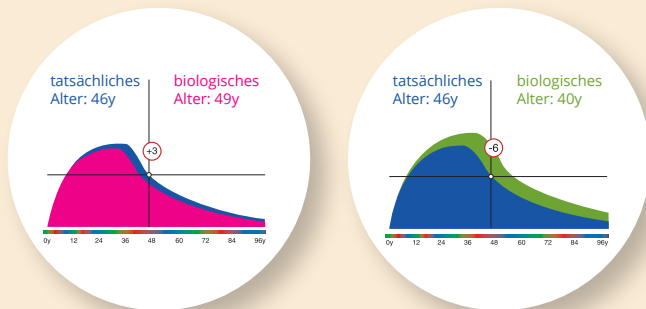 tatsächliches
Alter: 46y
biologisches
Alter: 49y
+3
0y 12 24 36 48 60 72 84 96y
tatsächliches
Alter: 46y
biologisches
Alter: 40y
-6
0y 12 24 36 48 60 72 84 96y